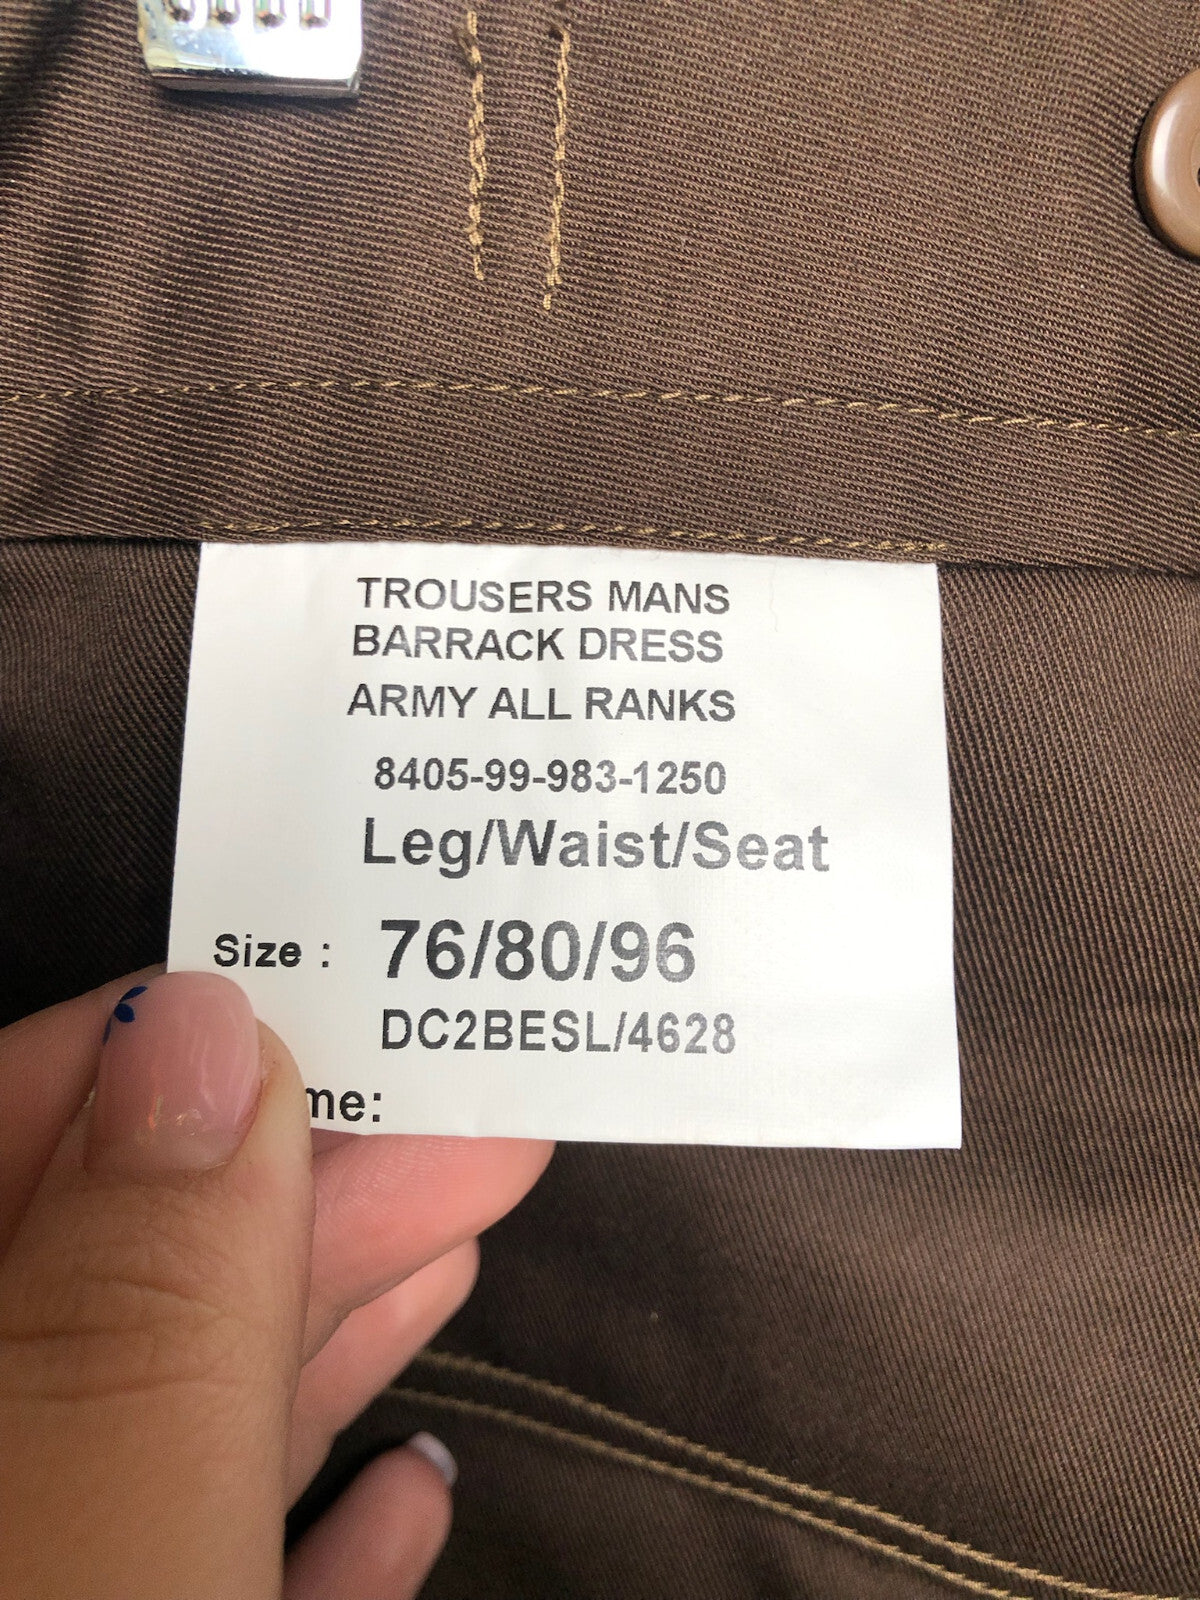 TROUSERS MANS
BARRACK DRESS
ARMY ALL RANKS
8405-99-983-1250
Leg/Waist/Seat
Size : 76/80/96
DC2BESL/4628
me: